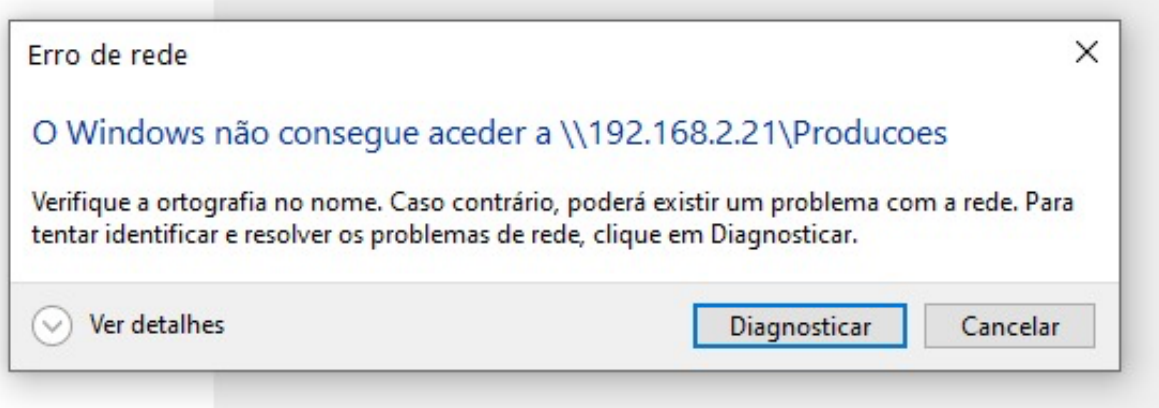 Erro de rede
O Windows não consegue aceder a \\192.168.2.21\Producoes
Verifique a ortografia no nome. Caso contrário, poderá existir um problema com a rede. Para
tentar identificar e resolver os problemas de rede, clique em Diagnosticar.
Ver detalhes
Diagnosticar
Cancelar